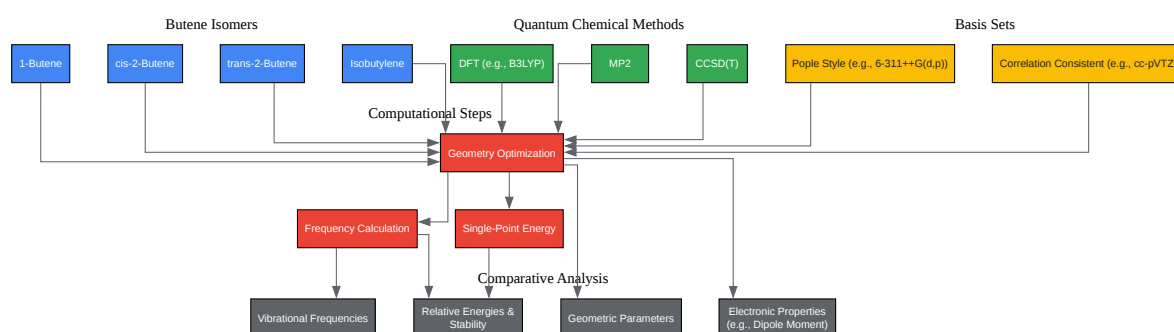 Butene Isomers
Quantum Chemical Methods
Basis Sets
1-Butene
cis-2-Butene
trans-2-Butene
Isobutylene
DFT (e.g., B3LYP)
MP2
CCSD(T)
Pople Style (e.g., 6-311++G(d,p))
Correlation Consistent (e.g., cc-pVTZ
Computational Steps
Geometry Optimization
Frequency Calculation
Single-Point Energy
Comparative Analysis
Vibrational Frequencies
Relative Energies &
Stability
Geometric Parameters
Electronic Properties
(e.g., Dipole Moment)